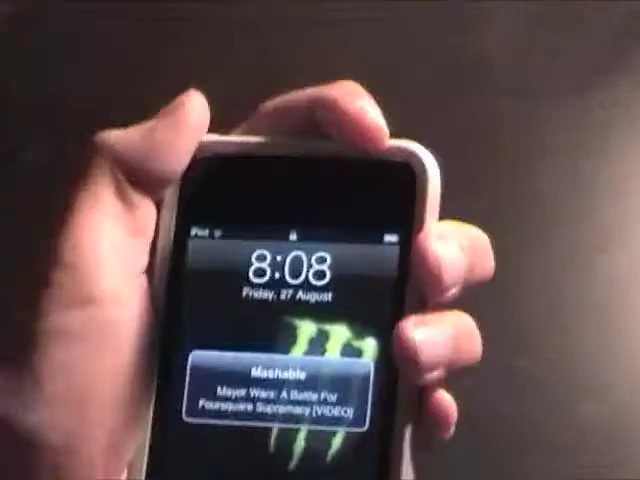 iPod
8:08
Friday, 27 August
Mashable
Mayor Wars: A Battle For
Foursquare Supremacy [VIDEO]